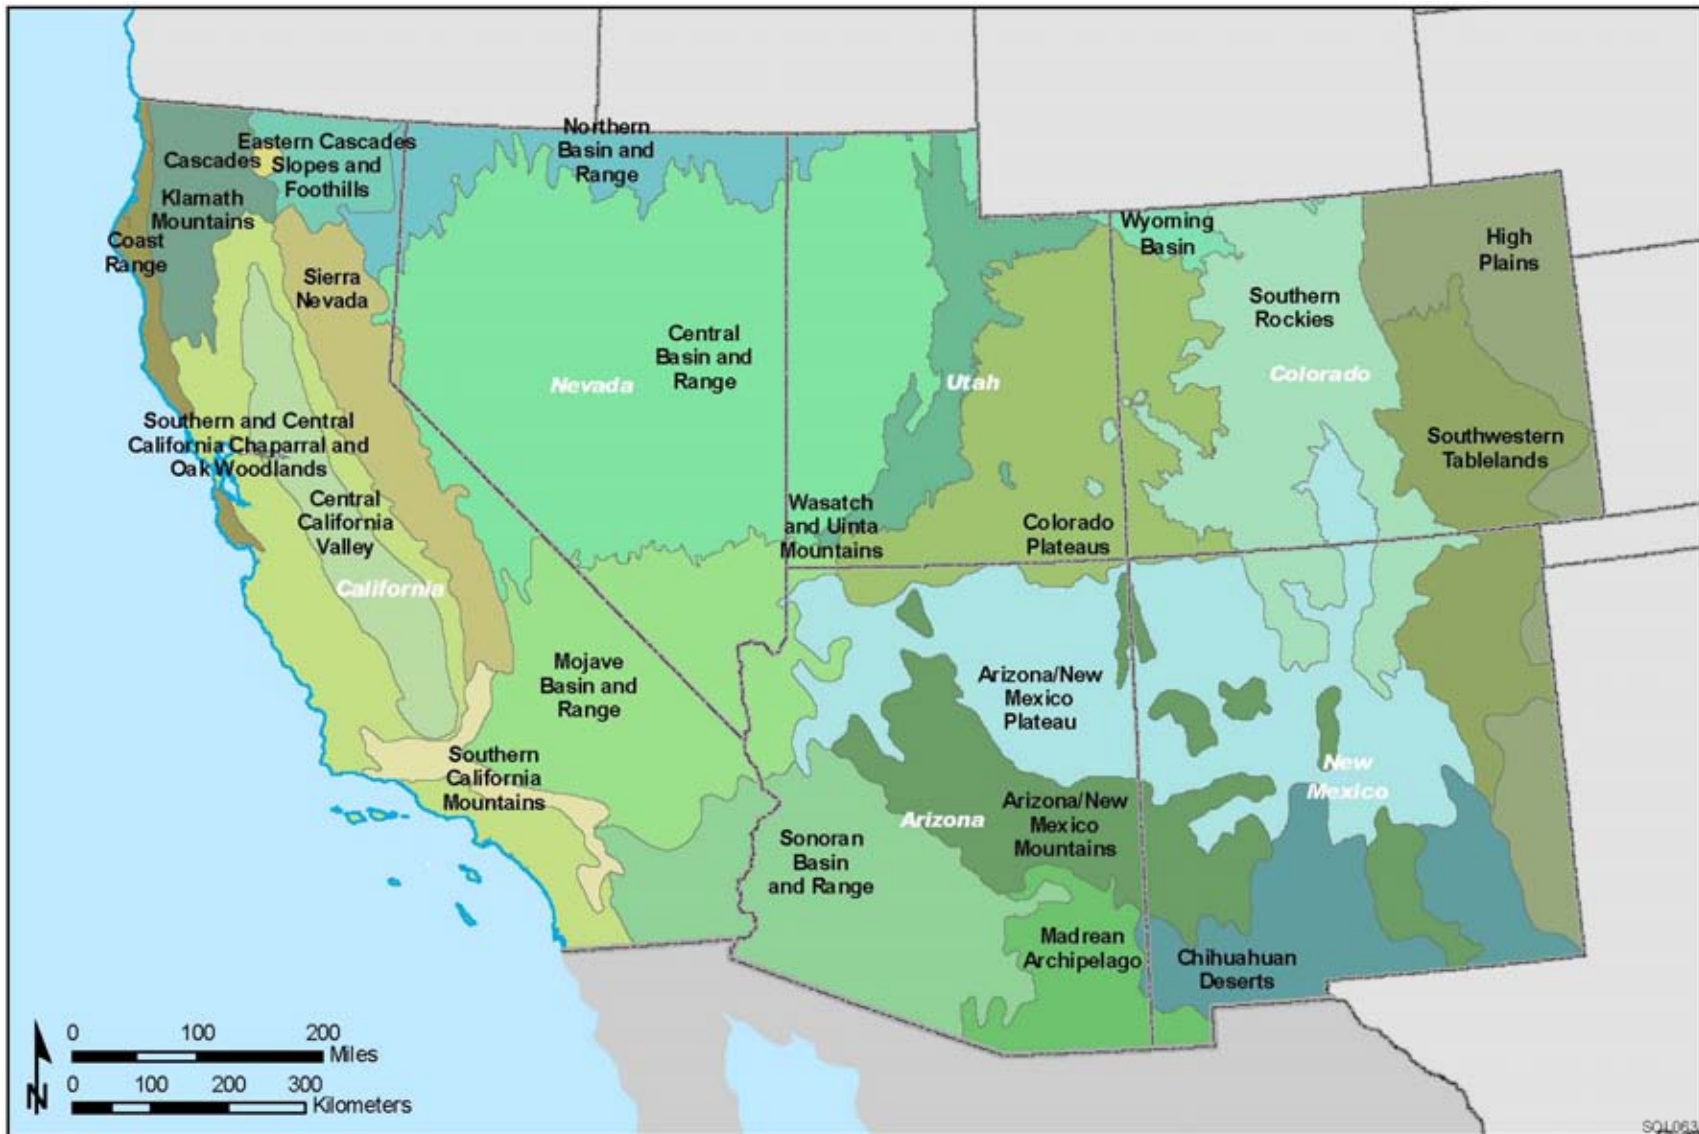 Northern
Basin and
Range
Eastern Cascades
Slopes and
Foothills
Cascades
Klamath
Mountains
Coast
Range
Sierra
Nevada
Wyoming
Basin
High
Plains
Southern
Rockies
Central
Basin and
Range
Nevada
Utah
Colorado
Southern and Central
California Chaparral and
Oak Woodlands
Southwestern
Tablelands
Central
California
Valley
Wasatch
and Uinta
Mountains
Colorado
Plateaus
California
Mojave
Basin and
Range
Arizona/New
Mexico
Plateau
Southern
California
Mountains
New
Mexico
Arizona
Arizona/New
Mexico
Mountains
Sonoran
Basin
and Range
Madrean
Archipelago
Chihuahuan
Deserts
0 100 200
Miles
0 100 200 300
Kilometers
N